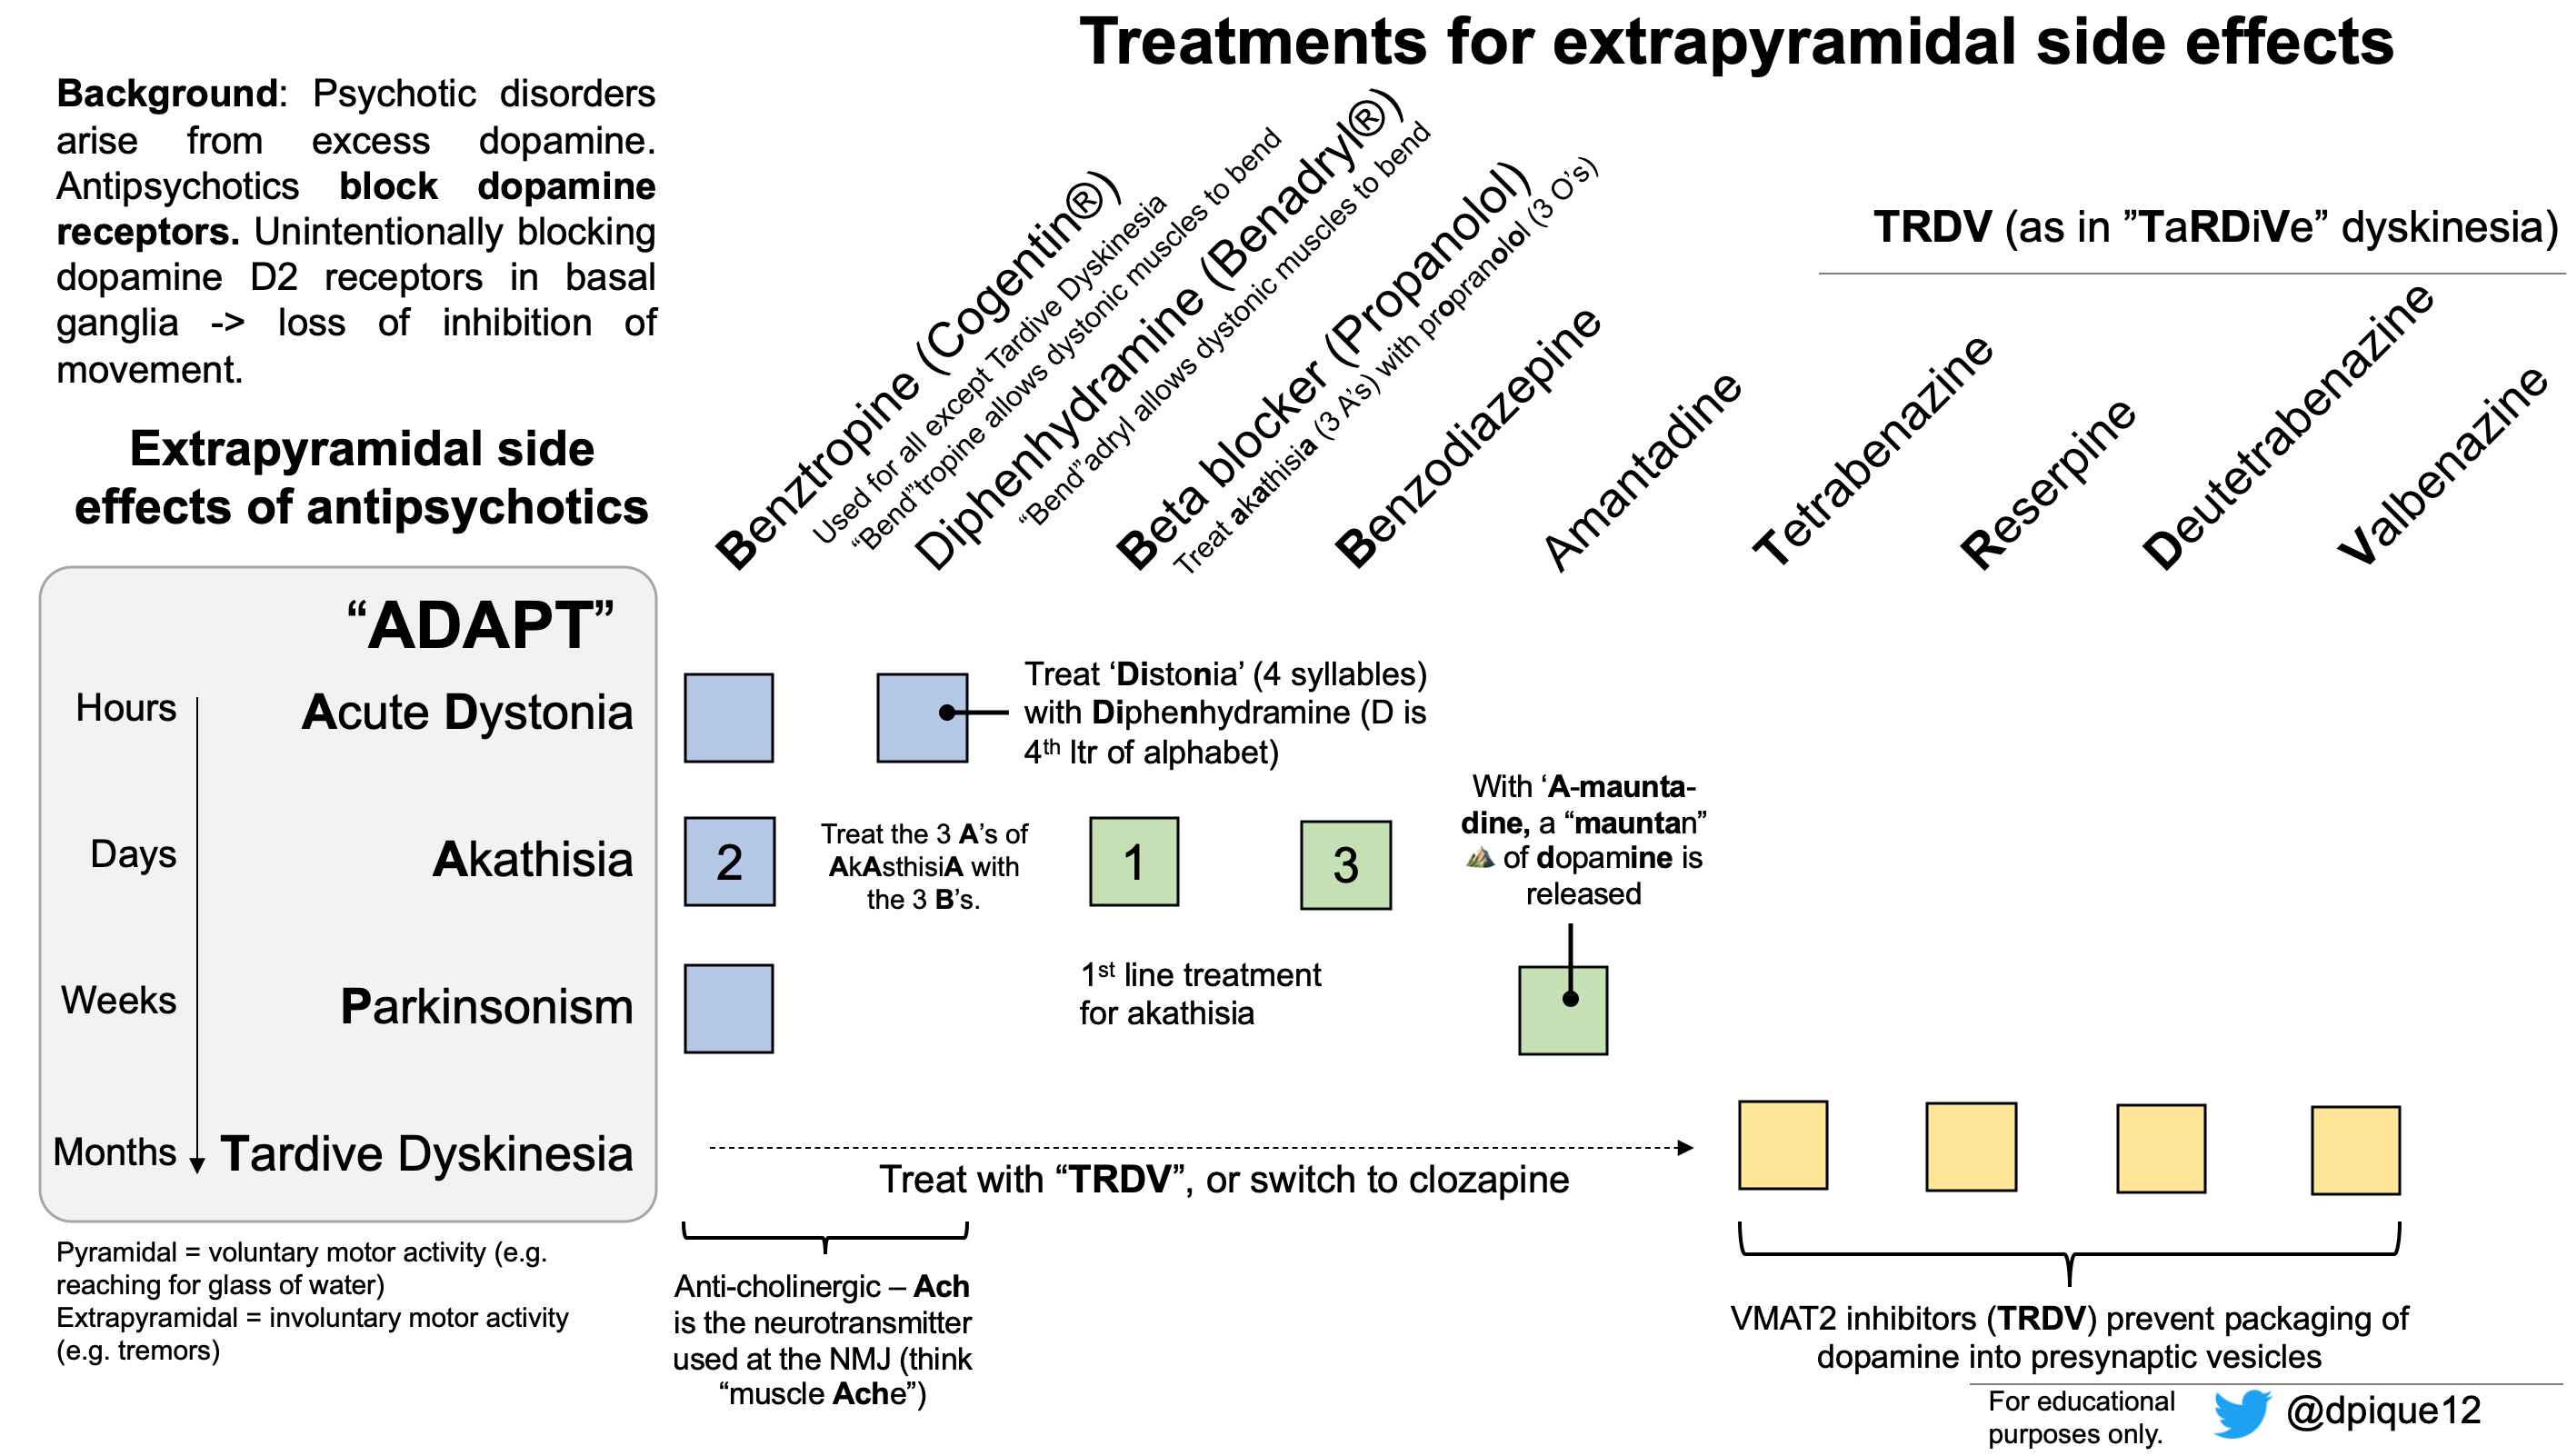 Treatments for extrapyramidal side effects
Background: Psychotic disorders
arise from excess dopamine.
Antipsychotics block dopamine
receptors. Unintentionally blocking
dopamine D2 receptors in basal
ganglia -> loss of inhibition of
movement.
Extrapyramidal side
effects of antipsychotics
Benztropine (Cogentin®)
Used for all except Tardive Dyskinesia
“Bend”tropine allows dystonic muscles to bend
Diphenhydramine (Benadryl®)
“Bend”adryl allows dystonic muscles to bend
Beta blocker (Propanolol)
Treat akathisia (3 A’s) with propranolol (3 O’s)
Benzodiazepine
Amantadine
TRDV (as in ”TaRDiVe” dyskinesia)
Tetrabenazine
Reserpine
Deutetrabenazine
Valbenazine
“ADAPT”
Hours
Acute Dystonia
Treat ‘Distonia’ (4 syllables)
with Diphenhydramine (D is
4th ltr of alphabet)
Days
Akathisia
2
Treat the 3 A’s of
AkAsthisiA with
the 3 B’s.
1
3
With ‘A-maunta-
dine, a “mauntan”
of dopamine is
released
Weeks
Parkinsonism
1st line treatment
for akathisia
Months
Tardive Dyskinesia
Treat with “TRDV”, or switch to clozapine
Pyramidal = voluntary motor activity (e.g.
reaching for glass of water)
Extrapyramidal = involuntary motor activity
(e.g. tremors)
Anti-cholinergic – Ach
is the neurotransmitter
used at the NMJ (think
“muscle Ache”)
VMAT2 inhibitors (TRDV) prevent packaging of
dopamine into presynaptic vesicles
For educational
purposes only.
@dpique12